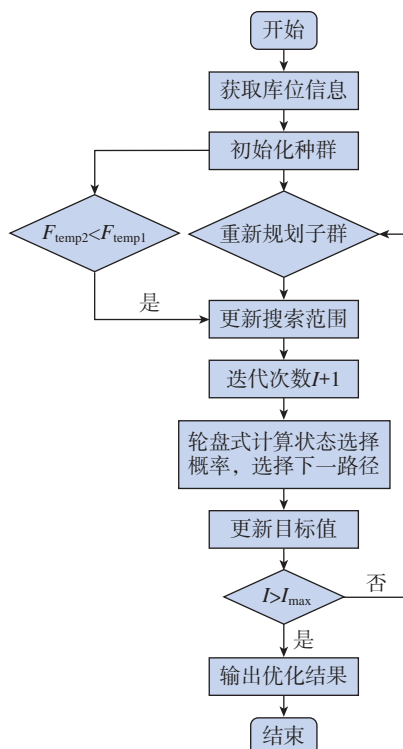 开始
获取库位信息
初始化种群
F_temp2<F_temp1
重新规划子群
是
更新搜索范围
迭代次数I+1
轮盘式计算状态选择
概率，选择下一路径
更新目标值
I>I_max
否
是
输出优化结果
结束